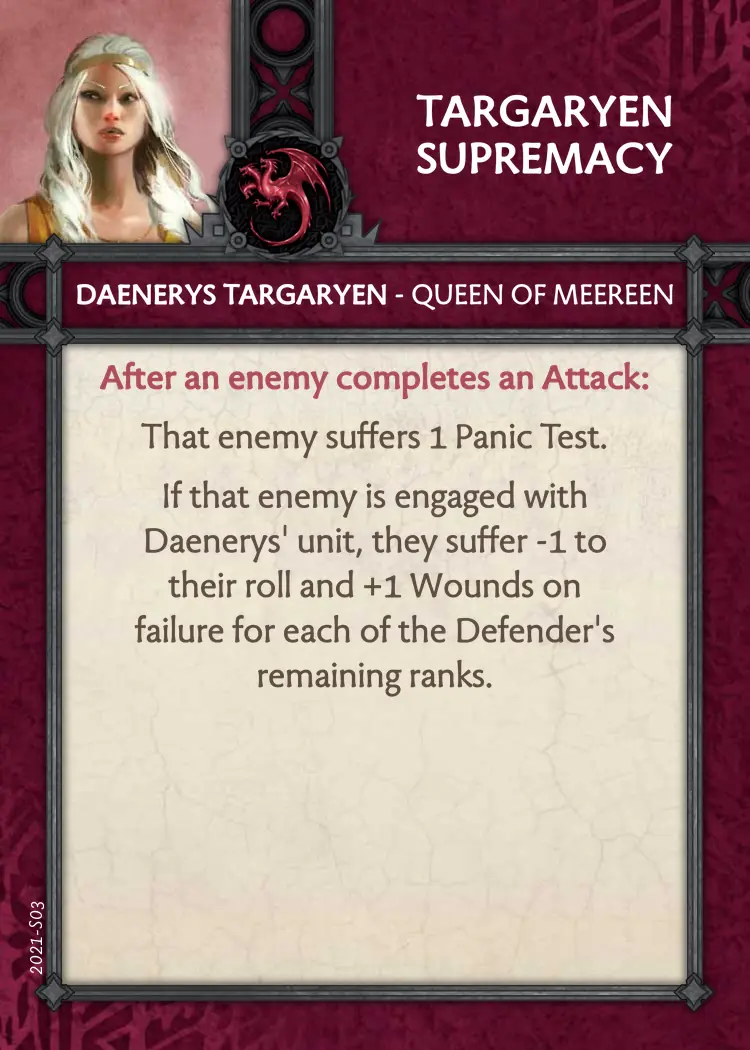 TARGARYEN
SUPREMACY
DAENERYS TARGARYEN - QUEEN OF MEEREEN
After an enemy completes an Attack:
That enemy suffers 1 Panic Test.
If that enemy is engaged with
Daenerys' unit, they suffer -1 to
their roll and +1 Wounds on
failure for each of the Defender's
remaining ranks.
2021-S03